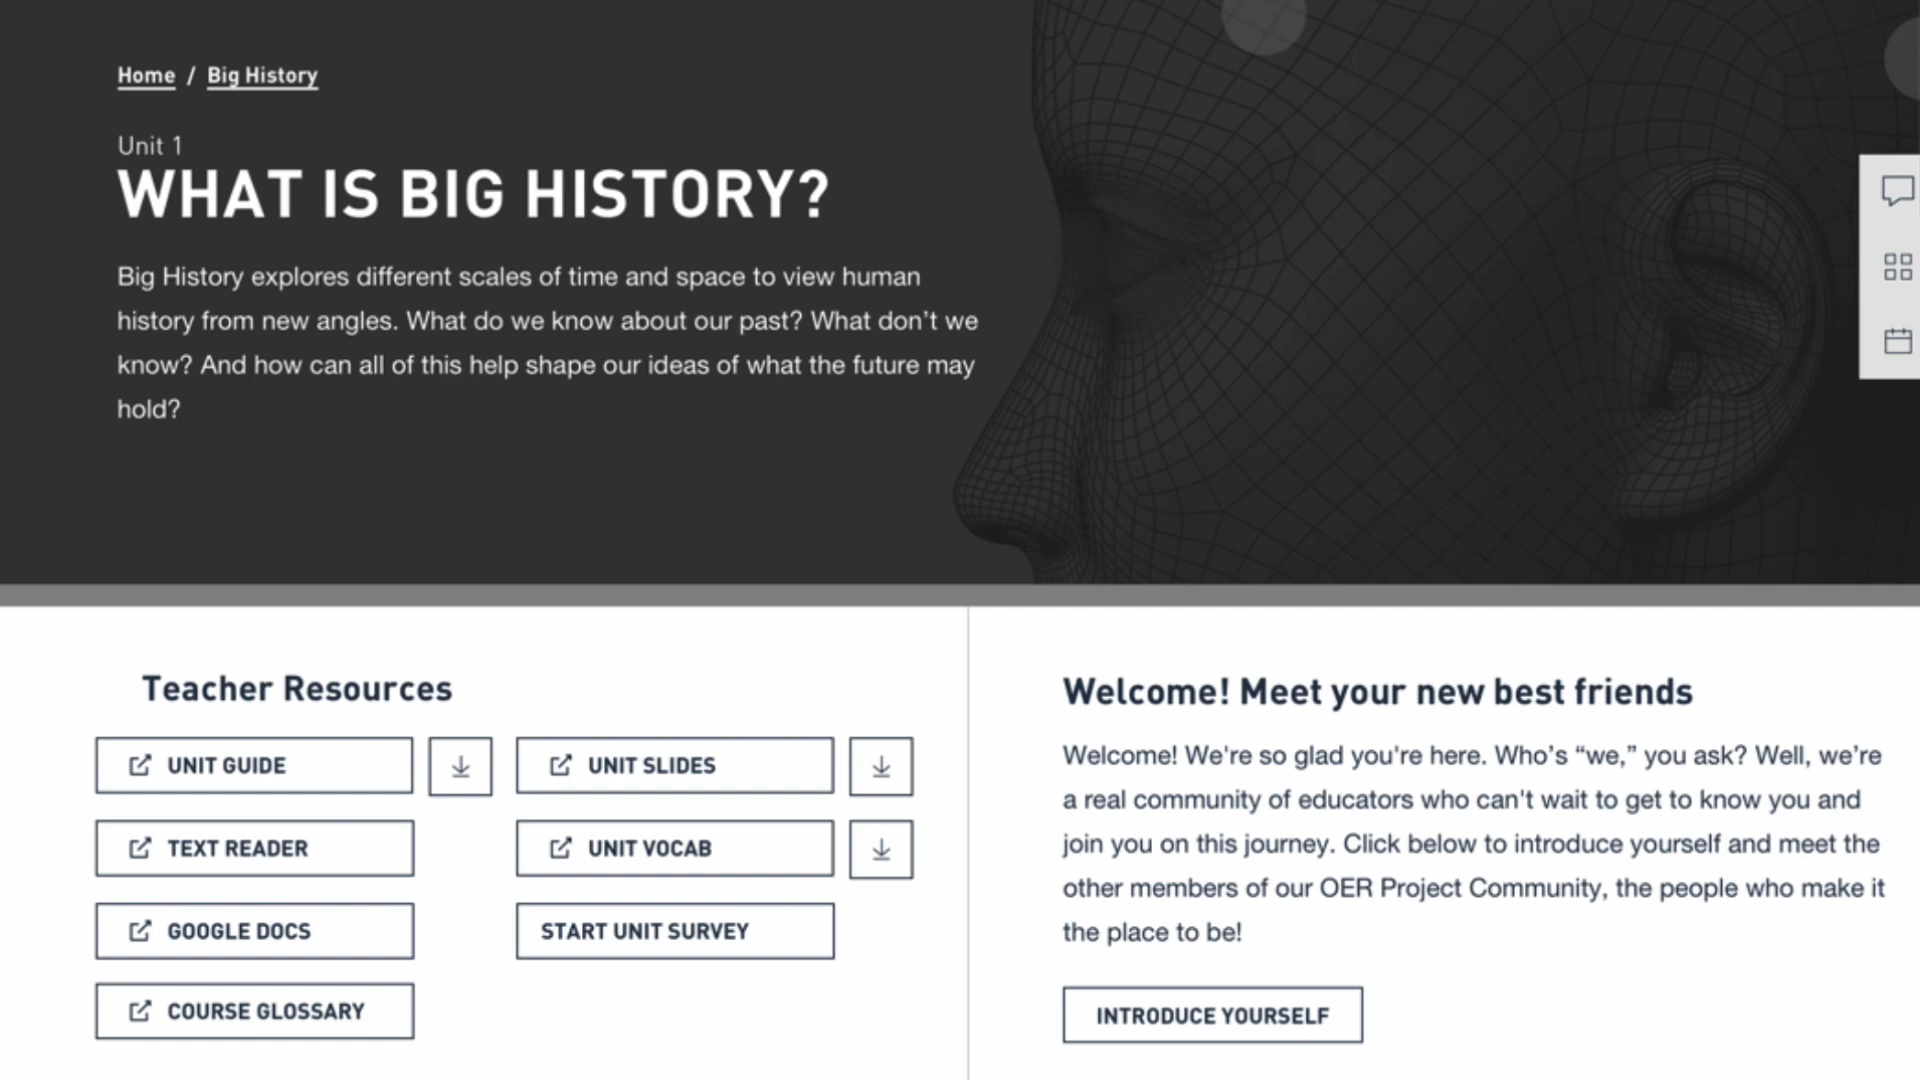 Home / Big History
Unit 1
WHAT IS BIG HISTORY?
Big History explores different scales of time and space to view human
history from new angles. What do we know about our past? What don’t we
know? And how can all of this help shape our ideas of what the future may
hold?
Teacher Resources
UNIT GUIDE
UNIT SLIDES
TEXT READER
UNIT VOCAB
GOOGLE DOCS
START UNIT SURVEY
COURSE GLOSSARY
Welcome! Meet your new best friends
Welcome! We're so glad you're here. Who’s “we,” you ask? Well, we’re
a real community of educators who can't wait to get to know you and
join you on this journey. Click below to introduce yourself and meet the
other members of our OER Project Community, the people who make it
the place to be!
INTRODUCE YOURSELF